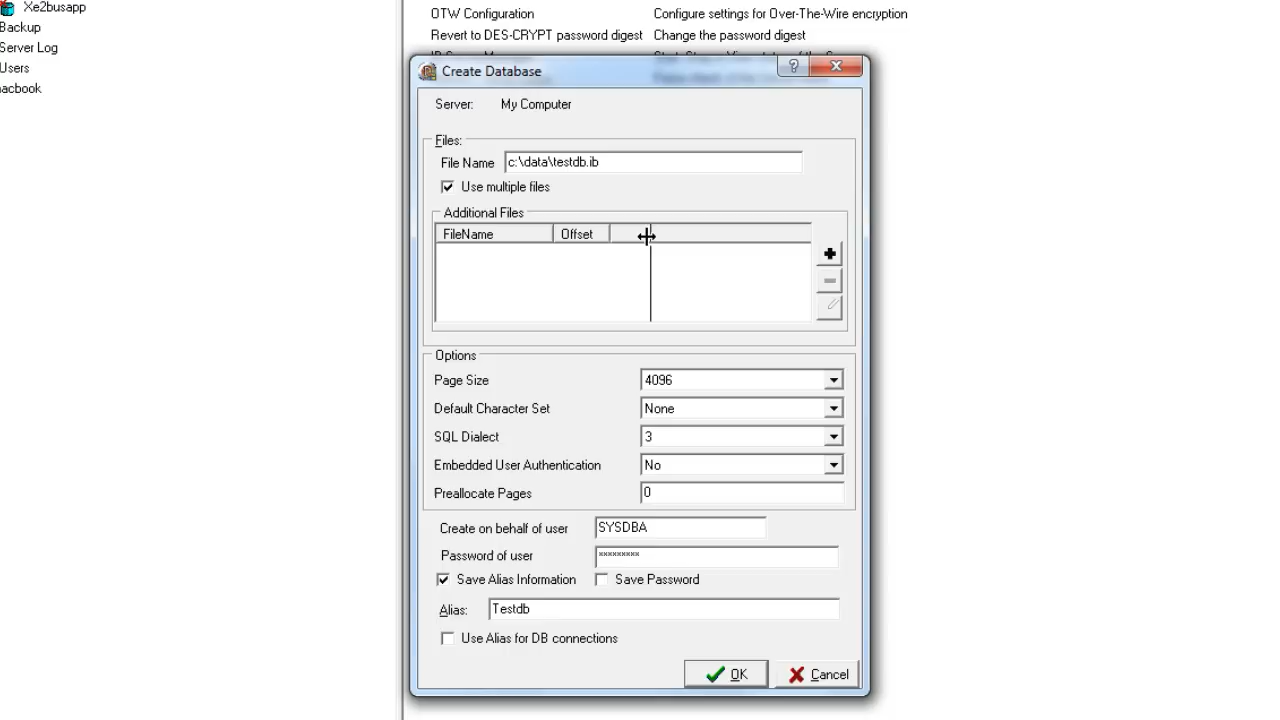 Xe2busapp
Backup
Server Log
Users
acbook
OTW Configuration Configure settings for Over-The-Wire encryption
Revert to DES-CRYPT password digest Change the password digest
Create Database
Server: My Computer
Files:
File Name c:\data\testdb.ib
Use multiple files
Additional Files
FileName Offset
Options
Page Size 4096
Default Character Set None
SQL Dialect 3
Embedded User Authentication No
Preallocate Pages 0
Create on behalf of user SYSDBA
Password of user *********
Save Alias Information Save Password
Alias: Testdb
Use Alias for DB connections
OK Cancel